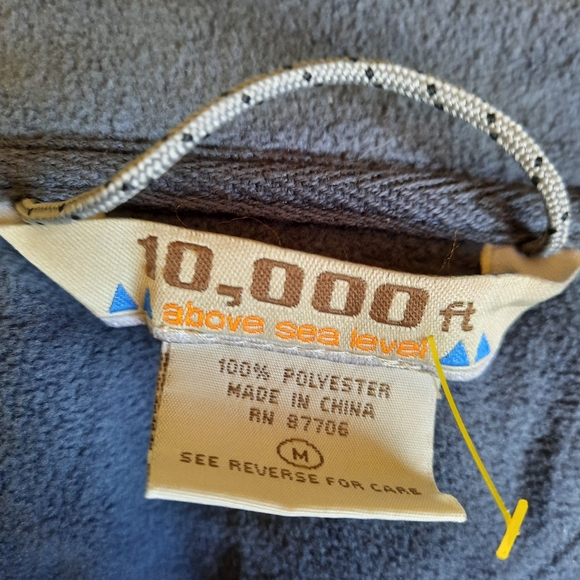 10,000 ft
above sea level
100% POLYESTER
MADE IN CHINA
RN 87706
M
SEE REVERSE FOR CARE